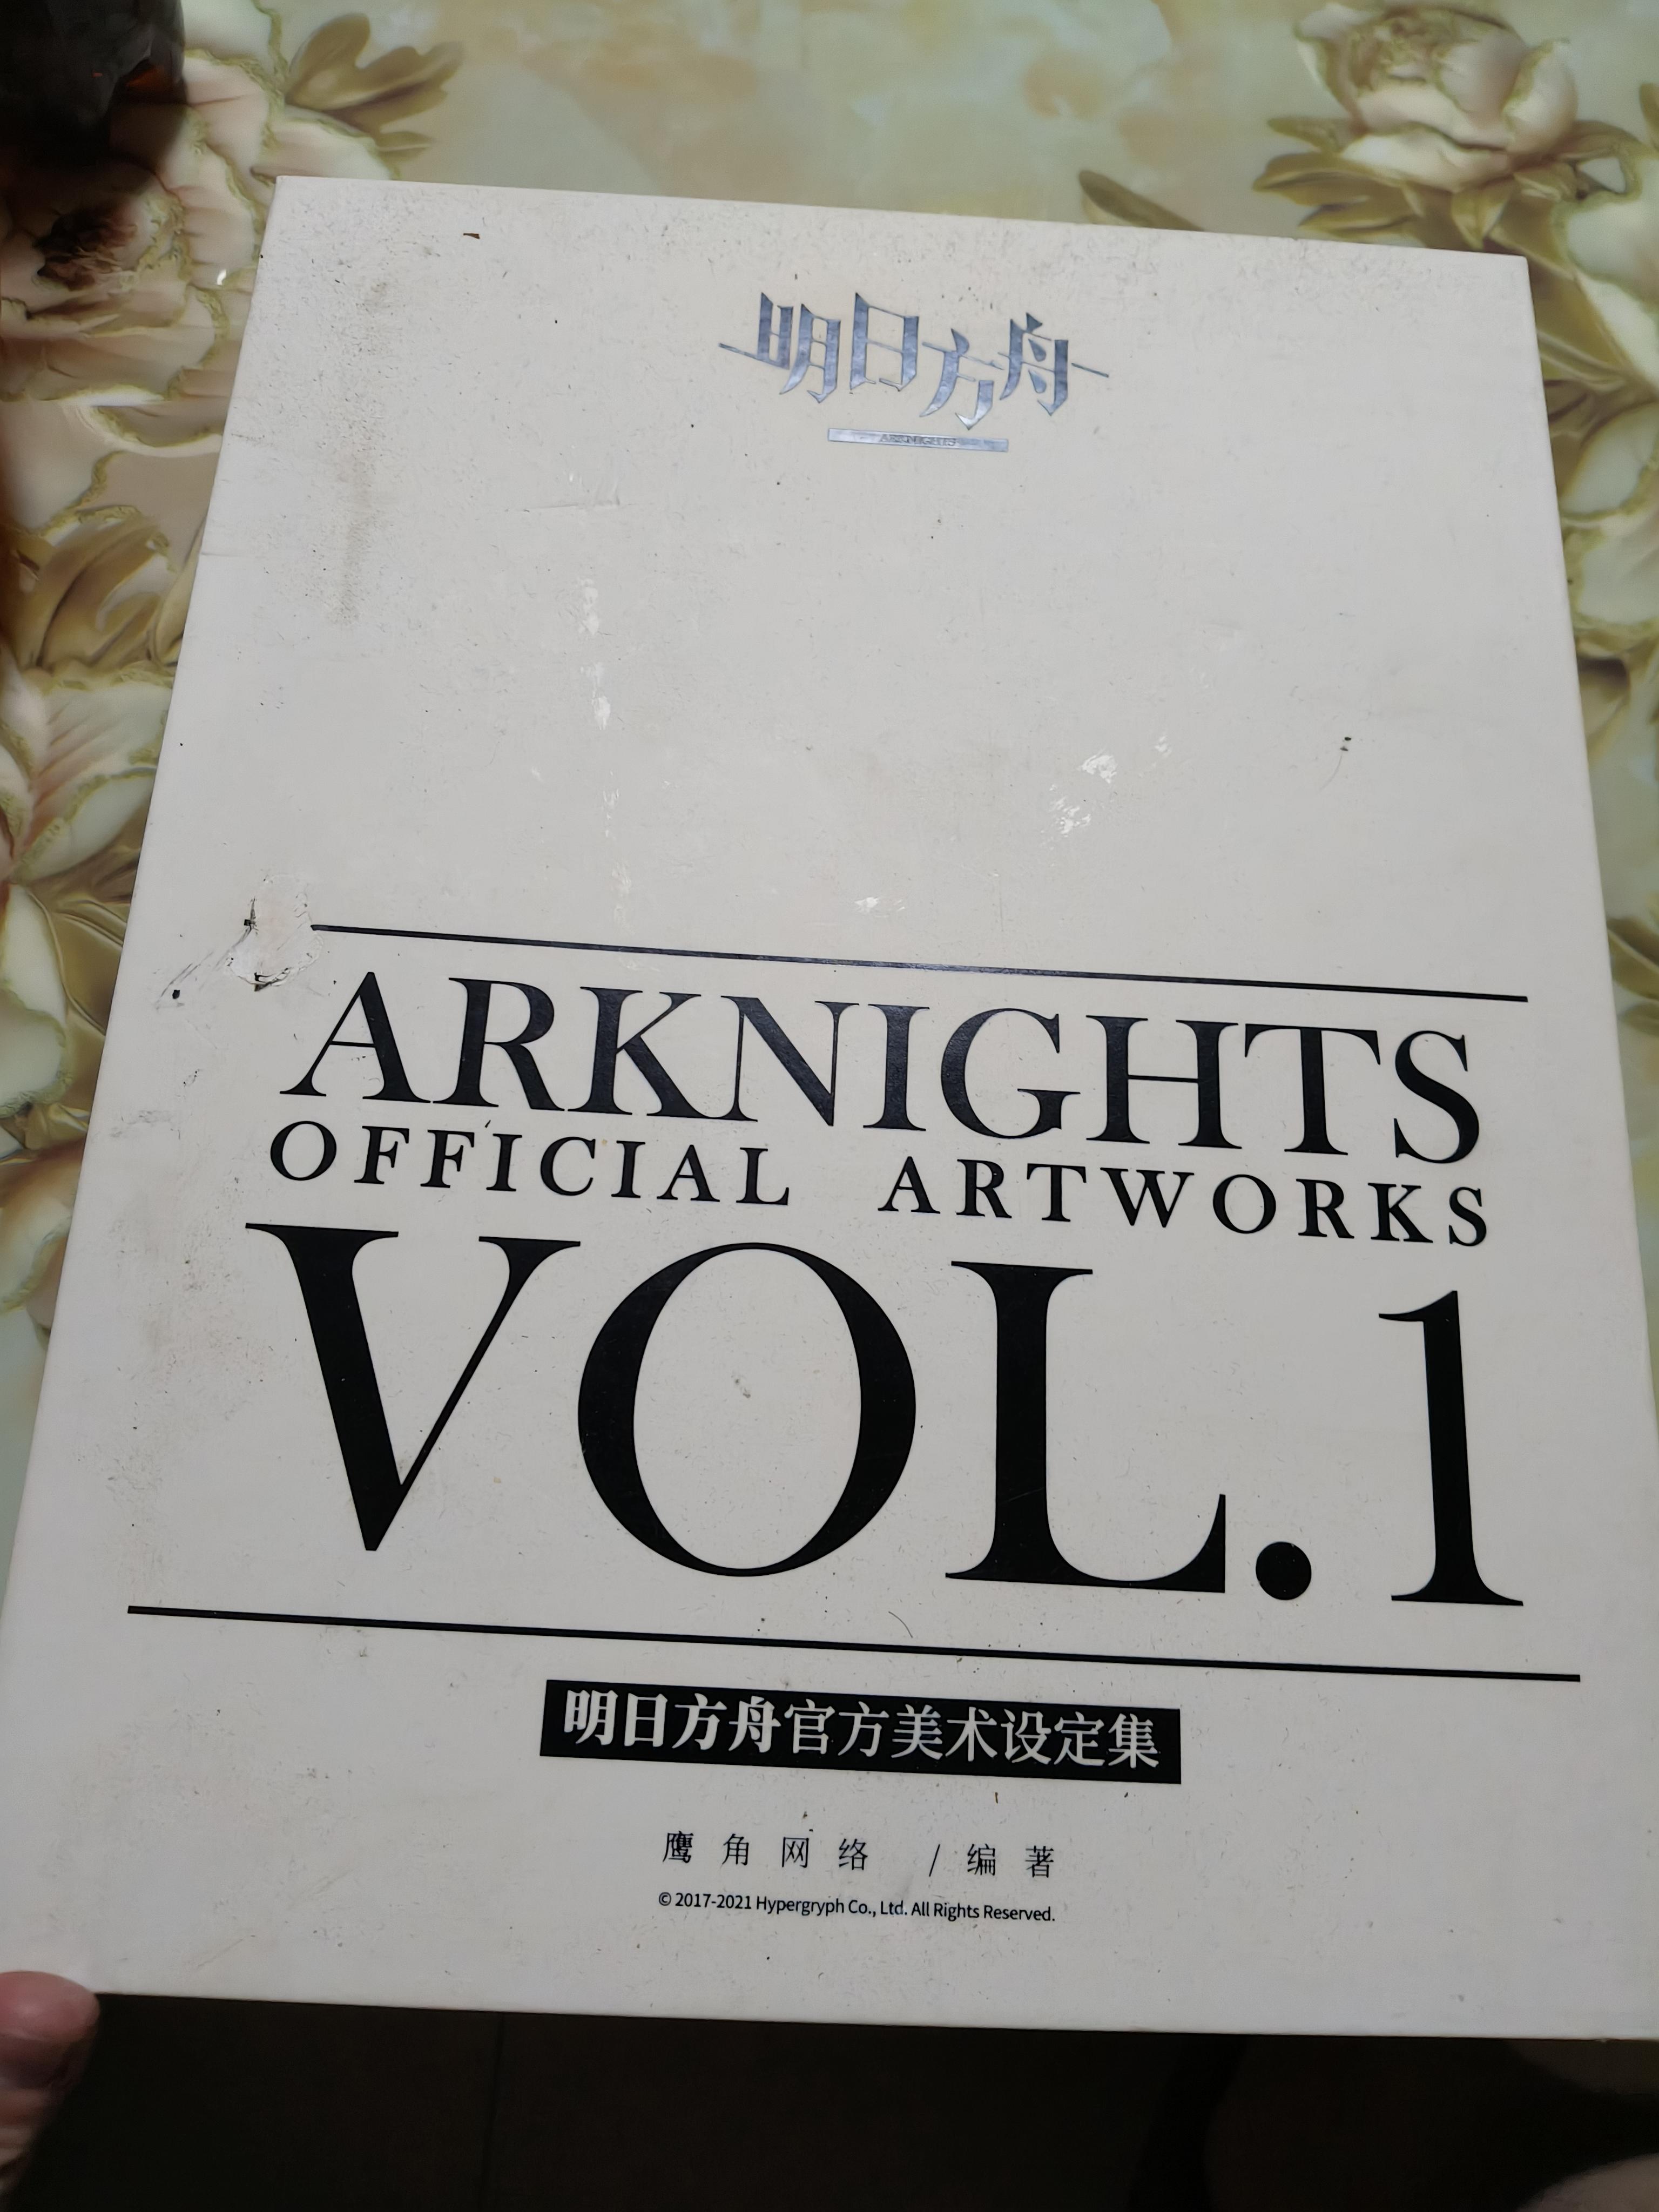 明日方舟
ARKNIGHTS
ARKNIGHTS
OFFICIAL ARTWORKS
VOL.1
明日方舟官方美术设定集
鹰角网络 / 编著
© 2017-2021 Hypergryph Co., Ltd. All Rights Reserved.